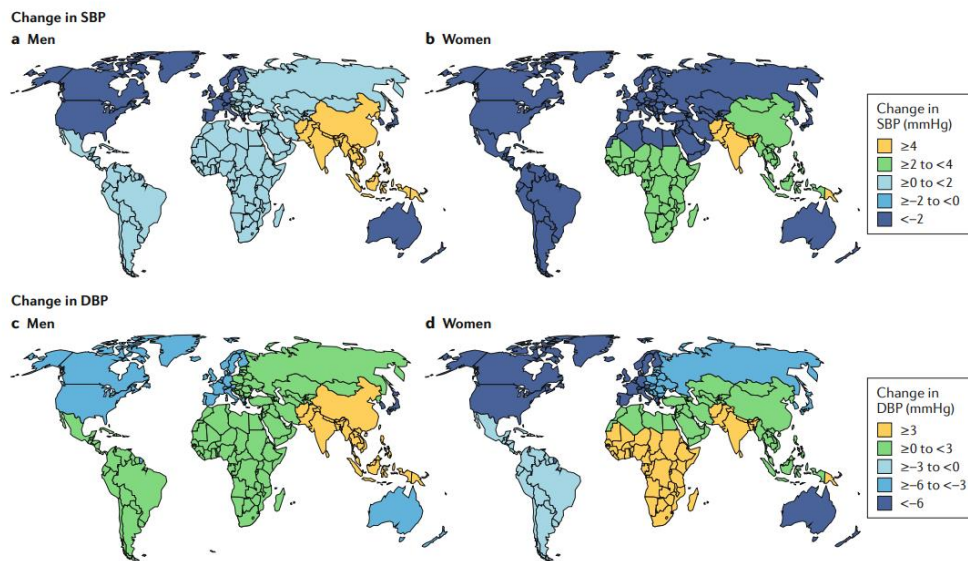 Change in SBP
a Men
b Women
Change in
SBP (mmHg)
≥4
≥2 to <4
≥0 to <2
≥−2 to <0
<−2
Change in DBP
c Men
d Women
Change in
DBP (mmHg)
≥3
≥0 to <3
≥−3 to <0
≥−6 to <−3
<−6